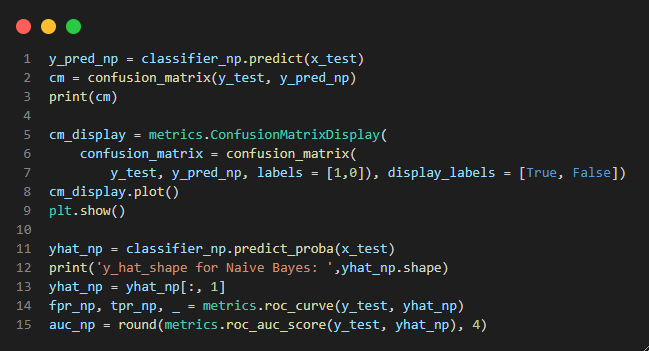 1 y_pred_np = classifier_np.predict(x_test)
2 cm = confusion_matrix(y_test, y_pred_np)
3 print(cm)
4
5 cm_display = metrics.ConfusionMatrixDisplay(
6     confusion_matrix = confusion_matrix(
7         y_test, y_pred_np, labels = [1,0]), display_labels = [True, False])
8 cm_display.plot()
9 plt.show()
10
11 yhat_np = classifier_np.predict_proba(x_test)
12 print('y_hat_shape for Naive Bayes: ',yhat_np.shape)
13 yhat_np = yhat_np[:, 1]
14 fpr_np, tpr_np, _ = metrics.roc_curve(y_test, yhat_np)
15 auc_np = round(metrics.roc_auc_score(y_test, yhat_np), 4)